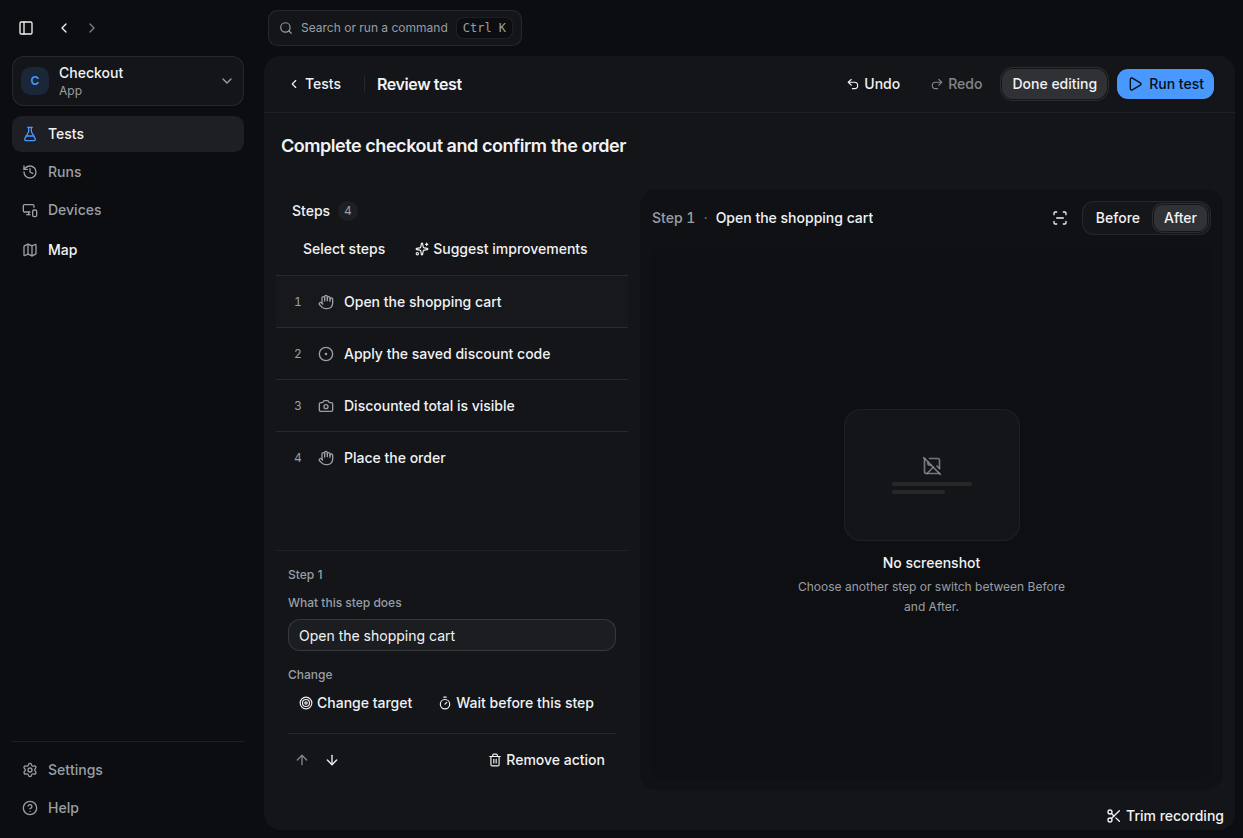 Search or run a command Ctrl K
C
Checkout
App
Tests
Runs
Devices
Map
Settings
Help
Tests
Review test
Undo
Redo
Done editing
Run test
Complete checkout and confirm the order
Steps 4
Select steps
Suggest improvements
1 Open the shopping cart
2 Apply the saved discount code
3 Discounted total is visible
4 Place the order
Step 1
What this step does
Open the shopping cart
Change
Change target
Wait before this step
Remove action
Step 1 · Open the shopping cart
Before
After
No screenshot
Choose another step or switch between Before
and After.
Trim recording